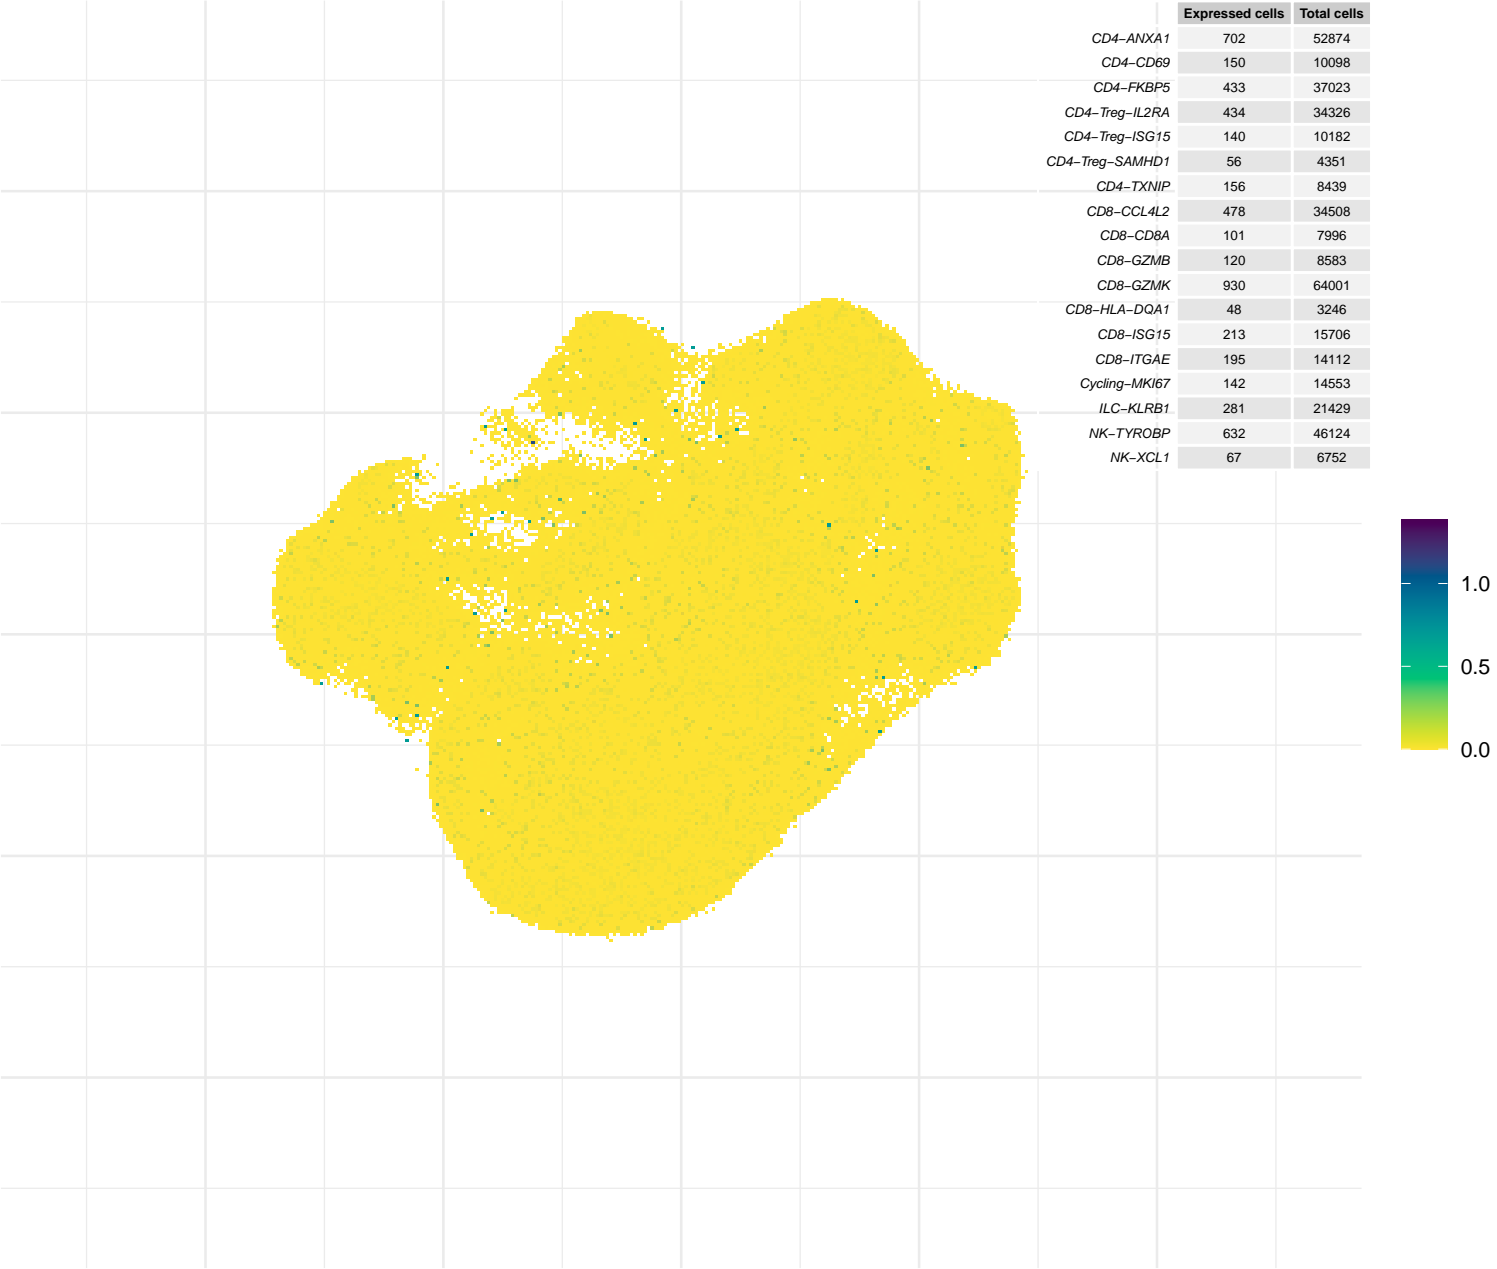 Expressed cells Total cells
CD4−ANXA1 702 52874
CD4−CD69 150 10098
CD4−FKBP5 433 37023
CD4−Treg−IL2RA 434 34326
CD4−Treg−ISG15 140 10182
CD4−Treg−SAMHD1 56 4351
CD4−TXNIP 156 8439
CD8−CCL4L2 478 34508
CD8−CD8A 101 7996
CD8−GZMB 120 8583
CD8−GZMK 930 64001
CD8−HLA−DQA1 48 3246
CD8−ISG15 213 15706
CD8−ITGAE 195 14112
Cycling−MKI67 142 14553
ILC−KLRB1 281 21429
NK−TYROBP 632 46124
NK−XCL1 67 6752
1.0
0.5
0.0